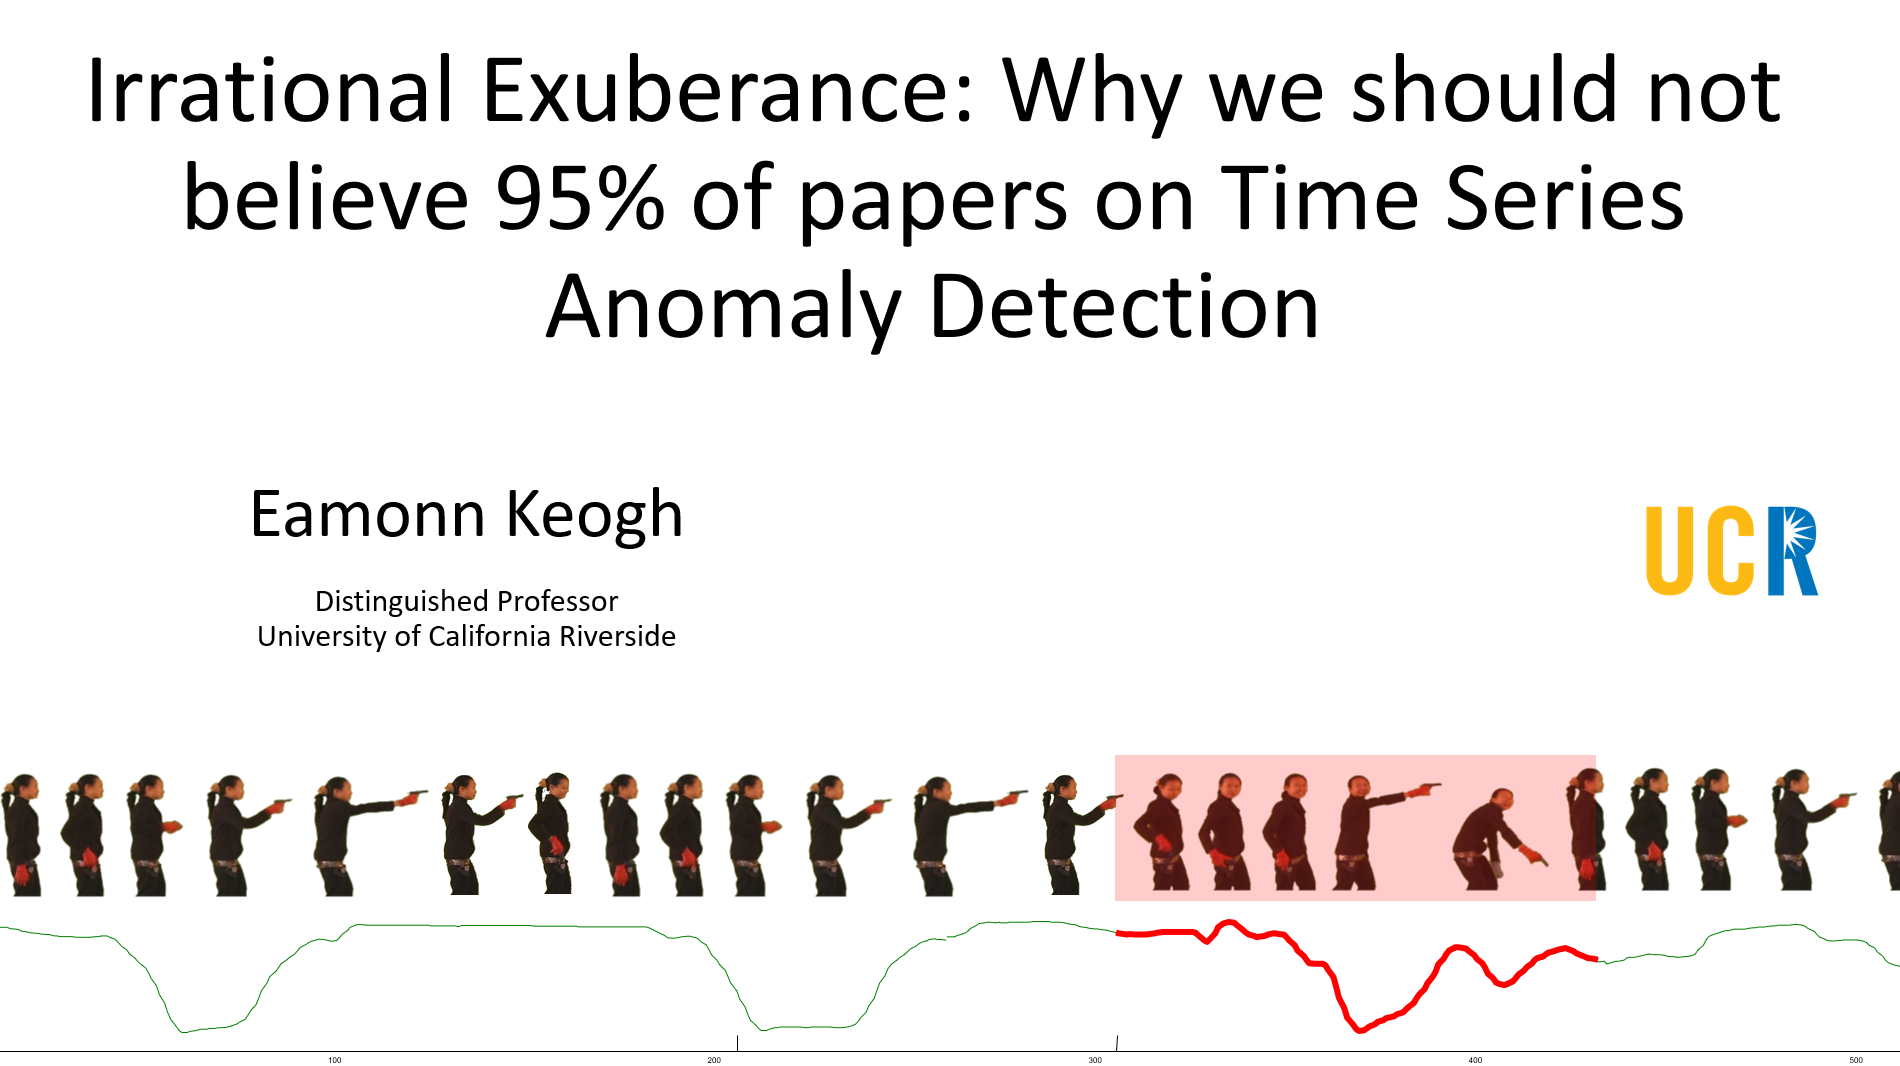 Irrational Exuberance: Why we should not
believe 95% of papers on Time Series
Anomaly Detection
Eamonn Keogh
Distinguished Professor
University of California Riverside
UCR
100
200
300
400
500